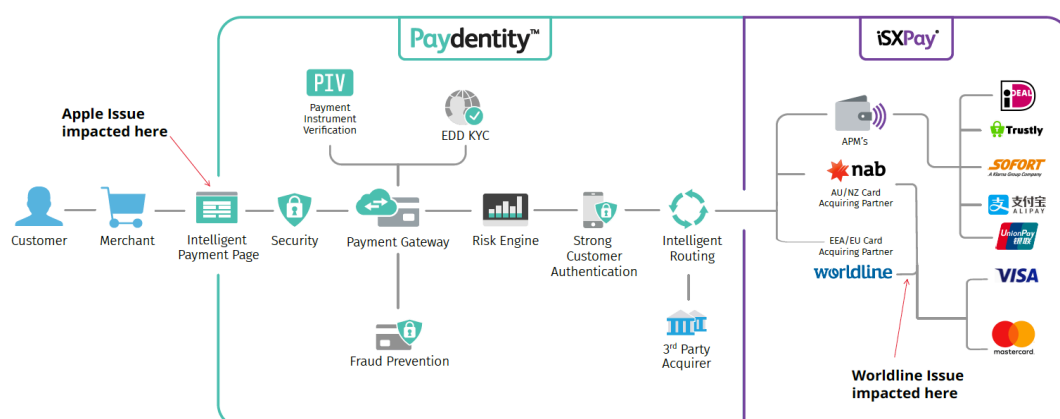 Paydentity™
iSXPay
Apple Issue
impacted here
PIV
Payment
Instrument
Verification
EDD KYC
Customer
Merchant
Intelligent
Payment Page
Security
Payment Gateway
Risk Engine
Strong
Customer
Authentication
Intelligent
Routing
Fraud Prevention
3rd Party
Acquirer
APM's
nab
AU/NZ Card
Acquiring Partner
EEA/EU Card
Acquiring Partner
worldline
iDEAL
Trustly
SOFORT
A Klarna Group Company
支 支付宝
ALIPAY
UnionPay
银联
VISA
mastercard
Worldline Issue
impacted here